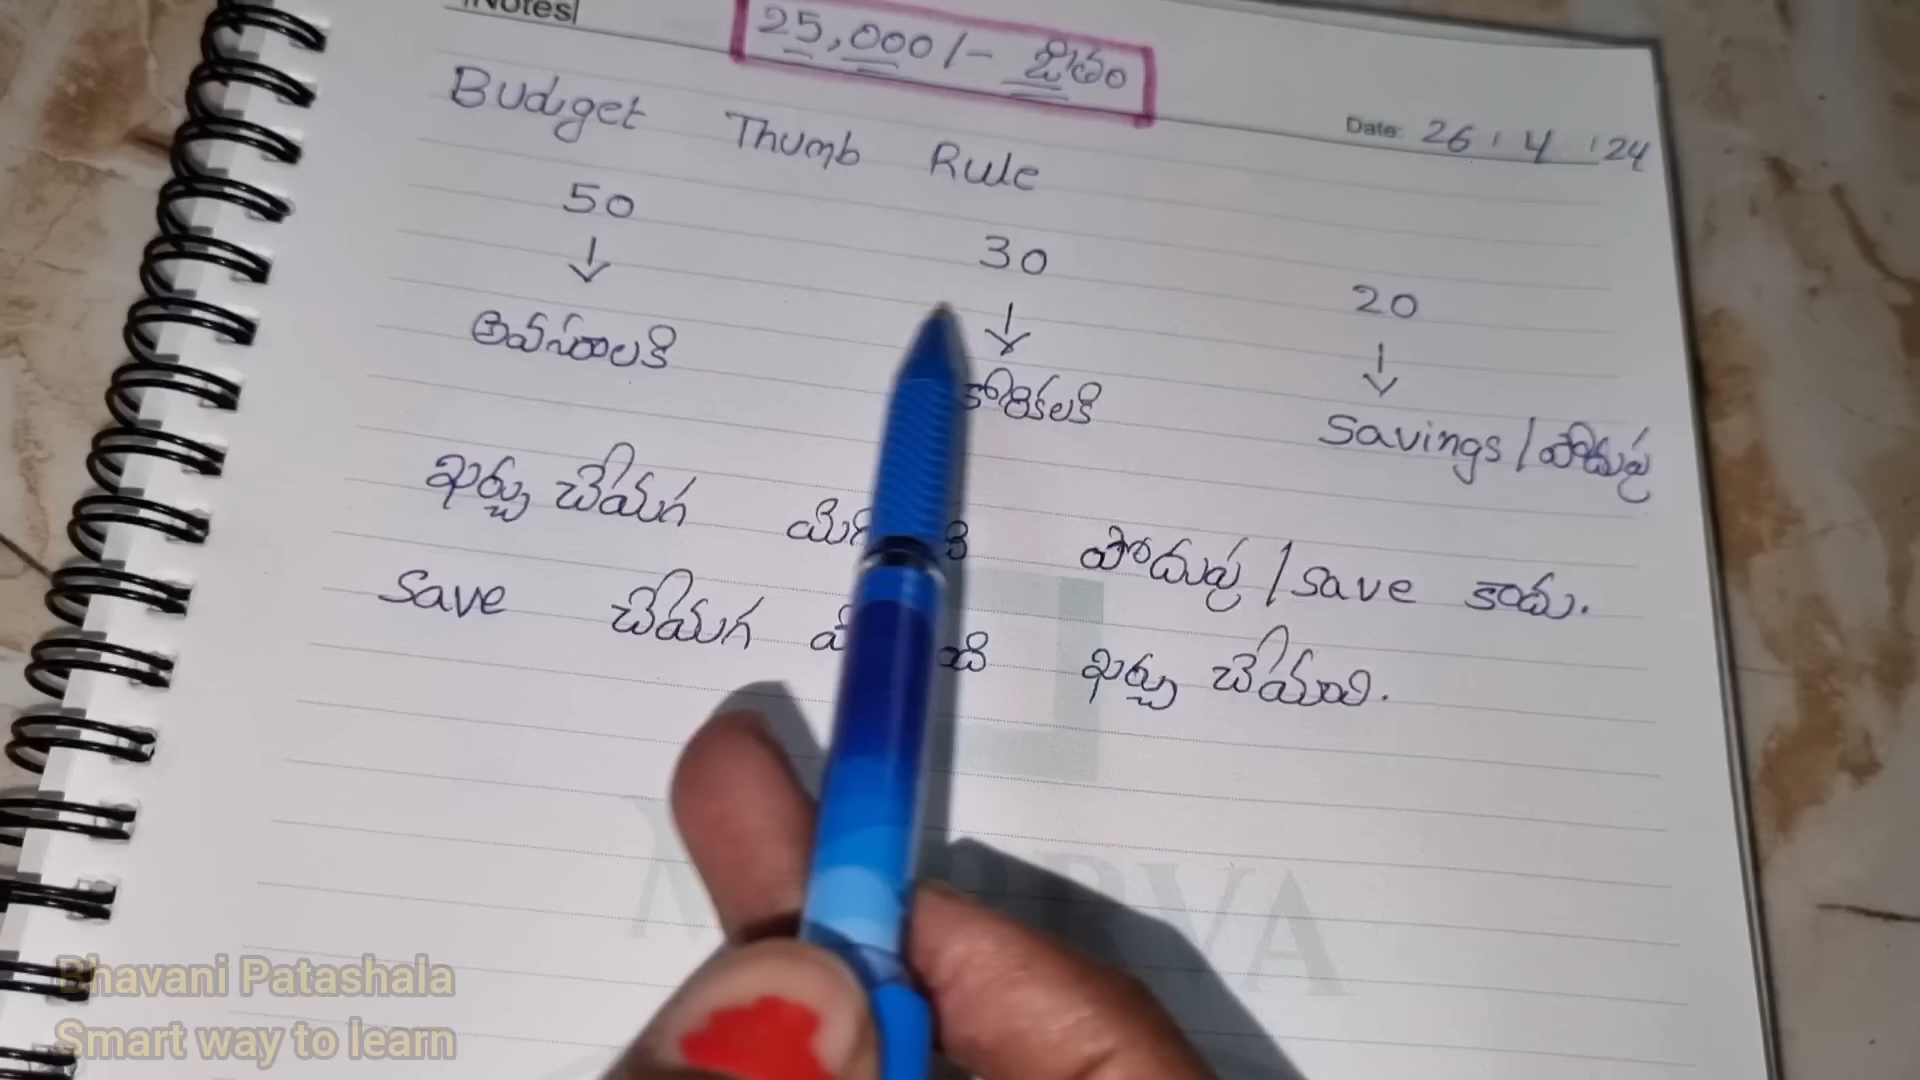 Notes
25,000/- జీతం
Date: 26 / 4 / 24
Budget Thumb Rule
50 30 20
అవసరాలకి కోరికలకి Savings / పొదుపు
ఖర్చు చేయగ పొదుపు / save కాదు.
Save చేయగ ఖర్చు చేయాలి.
Bhavani Patashala
Smart way to learn